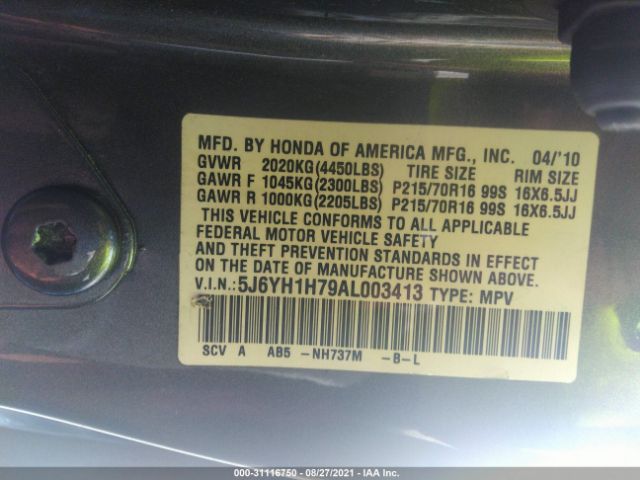 MFD. BY HONDA OF AMERICA MFG., INC. 04/'10
GVWR 2020KG(4450LBS) TIRE SIZE RIM SIZE
GAWR F 1045KG(2300LBS) P215/70R16 99S 16X6.5JJ
GAWR R 1000KG(2205LBS) P215/70R16 99S 16X6.5JJ
THIS VEHICLE CONFORMS TO ALL APPLICABLE
FEDERAL MOTOR VEHICLE SAFETY
AND THEFT PREVENTION STANDARDS IN EFFECT
ON THE DATE OF MANUFACTURE SHOWN ABOVE.
V.I.N.: 5J6YH1H79AL003413 TYPE: MPV
SCV A AB5 -NH737M -B-L
000-31116750 - 08/27/2021 - IAA Inc.